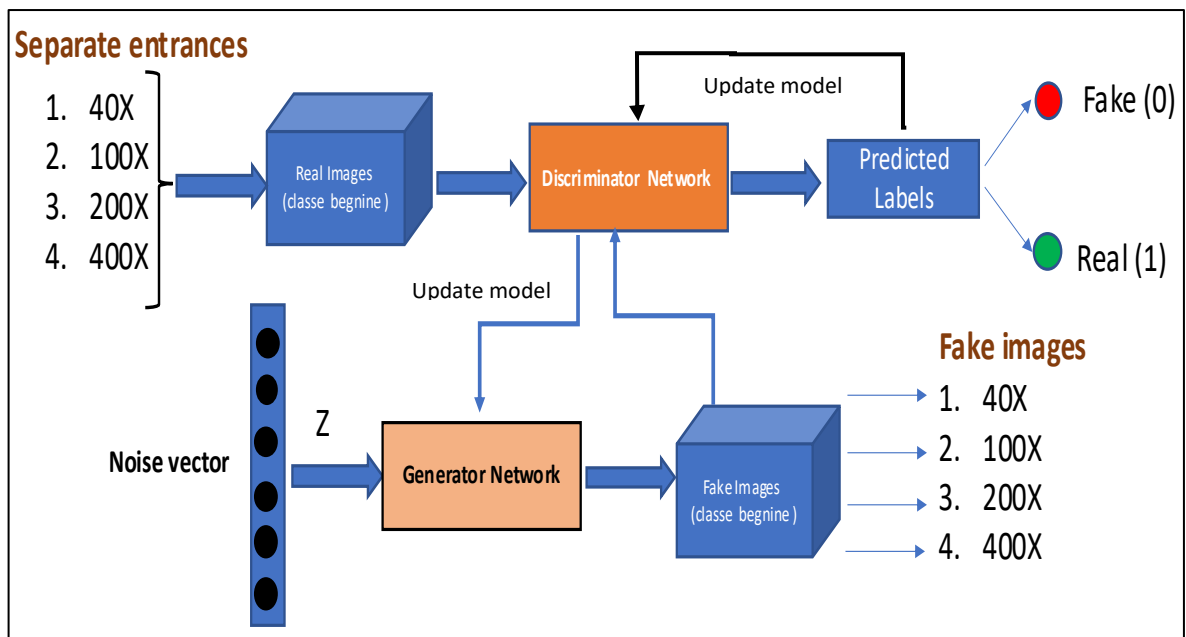 Separate entrances
1. 40X
2. 100X
3. 200X
4. 400X
Real Images
(classe begnine )
Discriminator Network
Update model
Predicted
Labels
Fake (0)
Real (1)
Update model
Noise vector
Z
Generator Network
Fake Images
(classe begnine )
Fake images
1. 40X
2. 100X
3. 200X
4. 400X